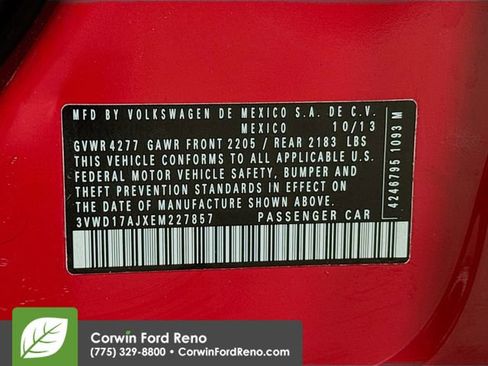 MFD BY VOLKSWAGEN DE MEXICO S.A. DE C.V.
MEXICO 10/13
GVWR 4277 GAWR FRONT 2205 / REAR 2183 LBS
THIS VEHICLE CONFORMS TO ALL APPLICABLE U.S.
FEDERAL MOTOR VEHICLE SAFETY, BUMPER AND
THEFT PREVENTION STANDARDS IN EFFECT ON
THE DATE OF MANUFACTURE SHOWN ABOVE.
3VWD17AJXEM227857 PASSENGER CAR
4246795 1093 M
Corwin Ford Reno
(775) 329-8800 • CorwinFordReno.com